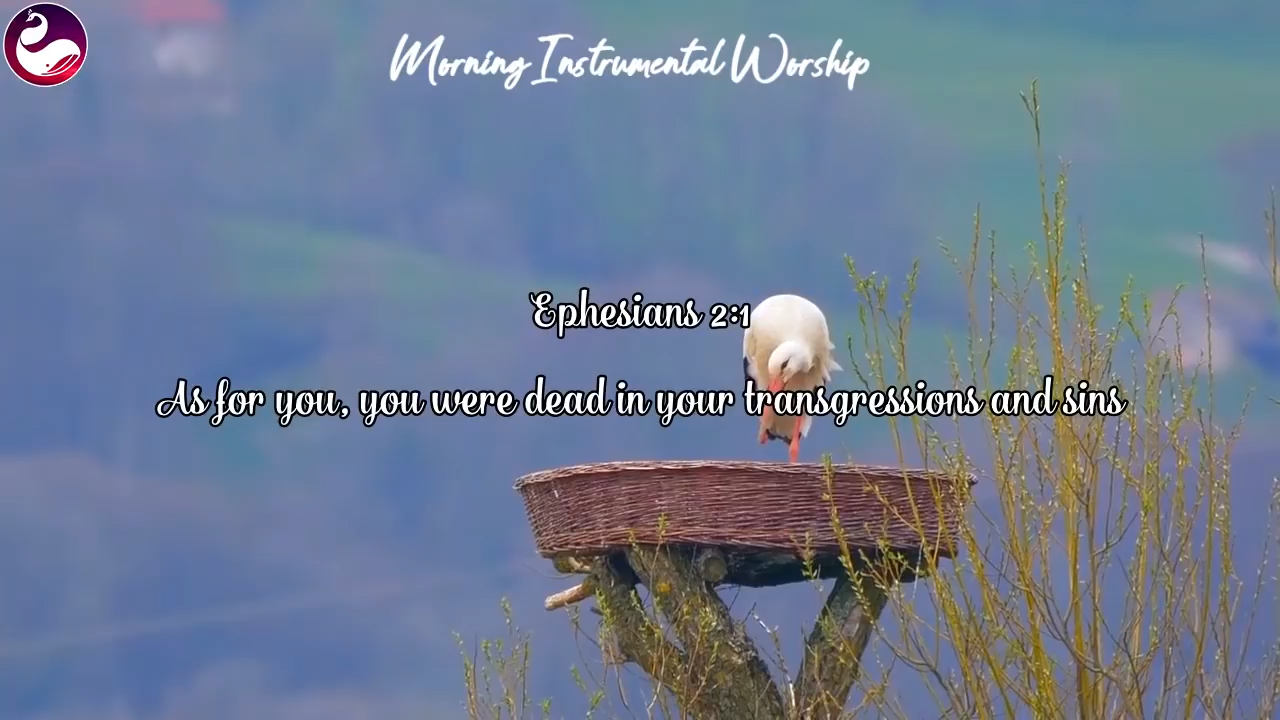 Morning Instrumental Worship
Ephesians 2:1
As for you, you were dead in your transgressions and sins